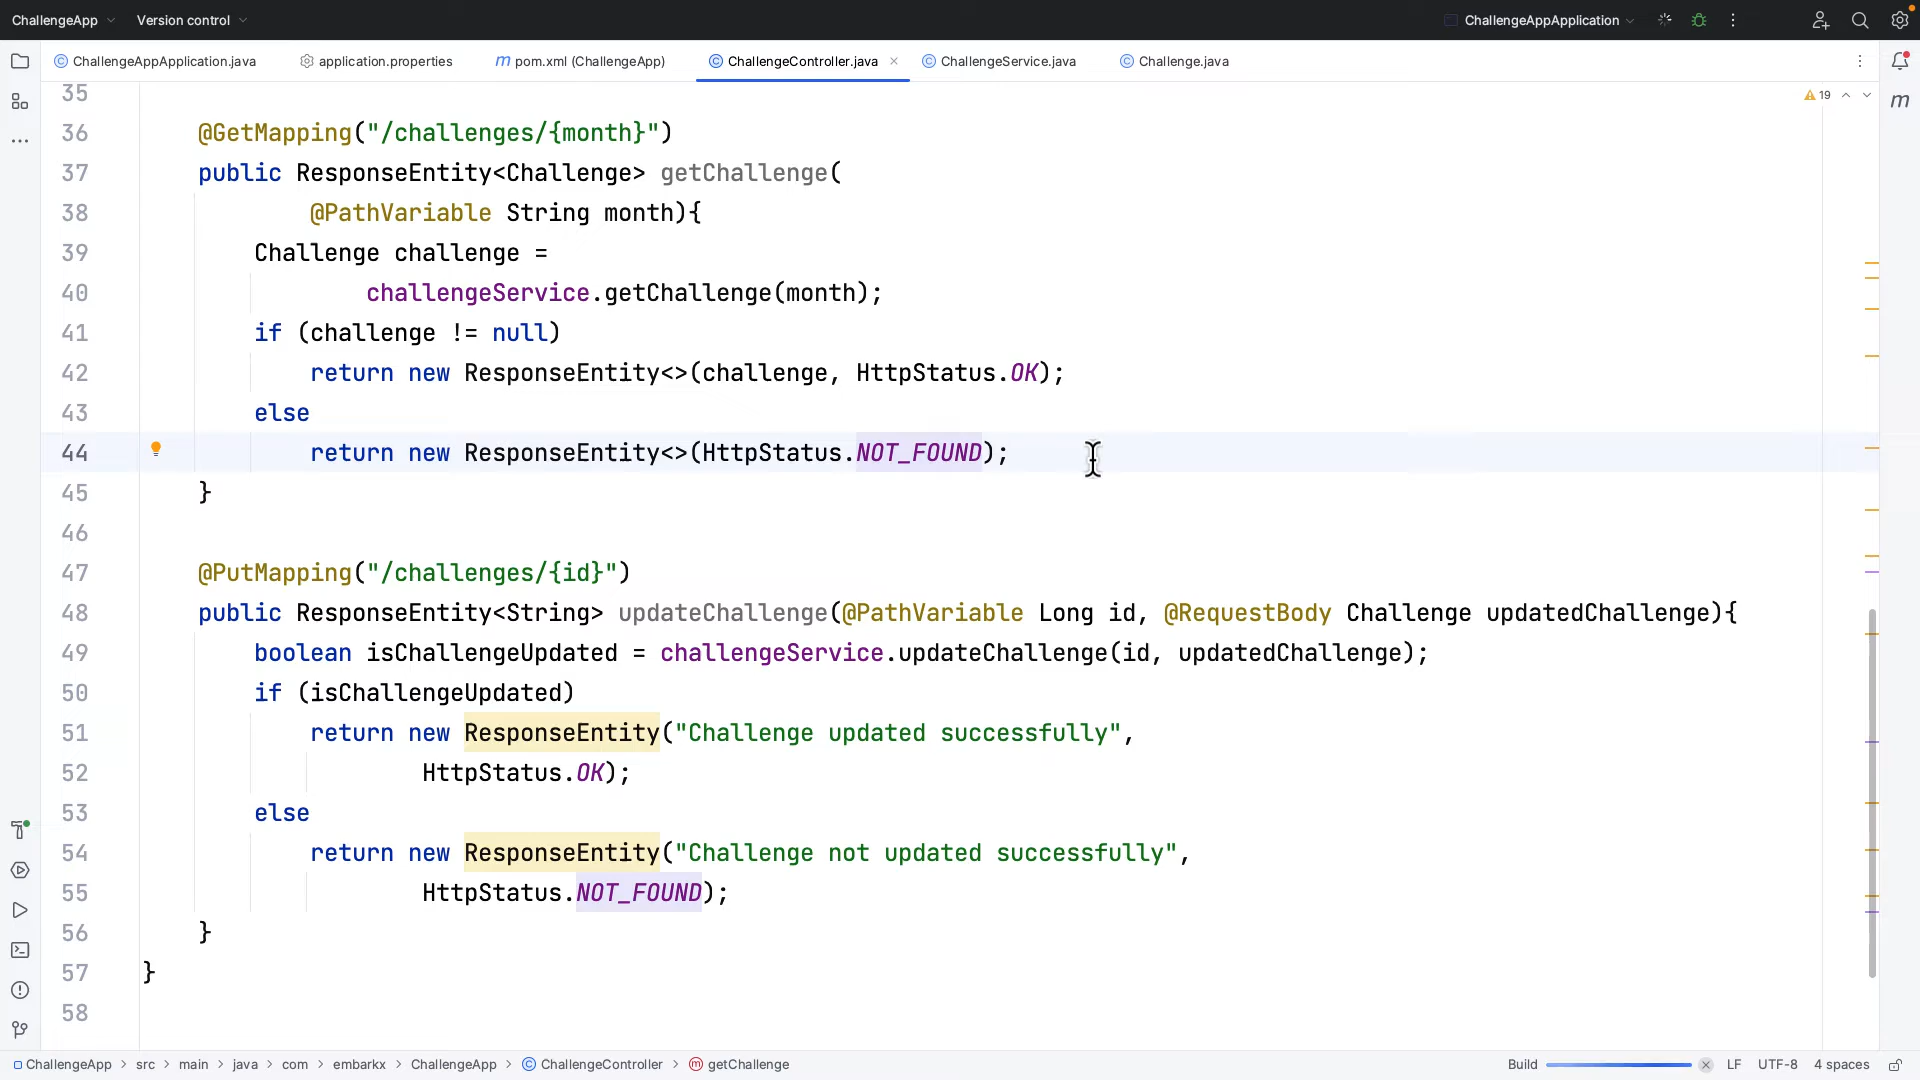 ChallengeApp Version control ChallengeAppApplication
ChallengeAppApplication.java application.properties pom.xml (ChallengeApp) ChallengeController.java ChallengeService.java Challenge.java
35 19
36 @GetMapping("/challenges/{month}")
37 public ResponseEntity<Challenge> getChallenge(
38 @PathVariable String month){
39 Challenge challenge =
40 challengeService.getChallenge(month);
41 if (challenge != null)
42 return new ResponseEntity<>(challenge, HttpStatus.OK);
43 else
44 return new ResponseEntity<>(HttpStatus.NOT_FOUND);
45 }
46
47 @PutMapping("/challenges/{id}")
48 public ResponseEntity<String> updateChallenge(@PathVariable Long id, @RequestBody Challenge updatedChallenge){
49 boolean isChallengeUpdated = challengeService.updateChallenge(id, updatedChallenge);
50 if (isChallengeUpdated)
51 return new ResponseEntity("Challenge updated successfully",
52 HttpStatus.OK);
53 else
54 return new ResponseEntity("Challenge not updated successfully",
55 HttpStatus.NOT_FOUND);
56 }
57 }
58
ChallengeApp > src > main > java > com > embarkx > ChallengeApp > ChallengeController > getChallenge Build LF UTF-8 4 spaces